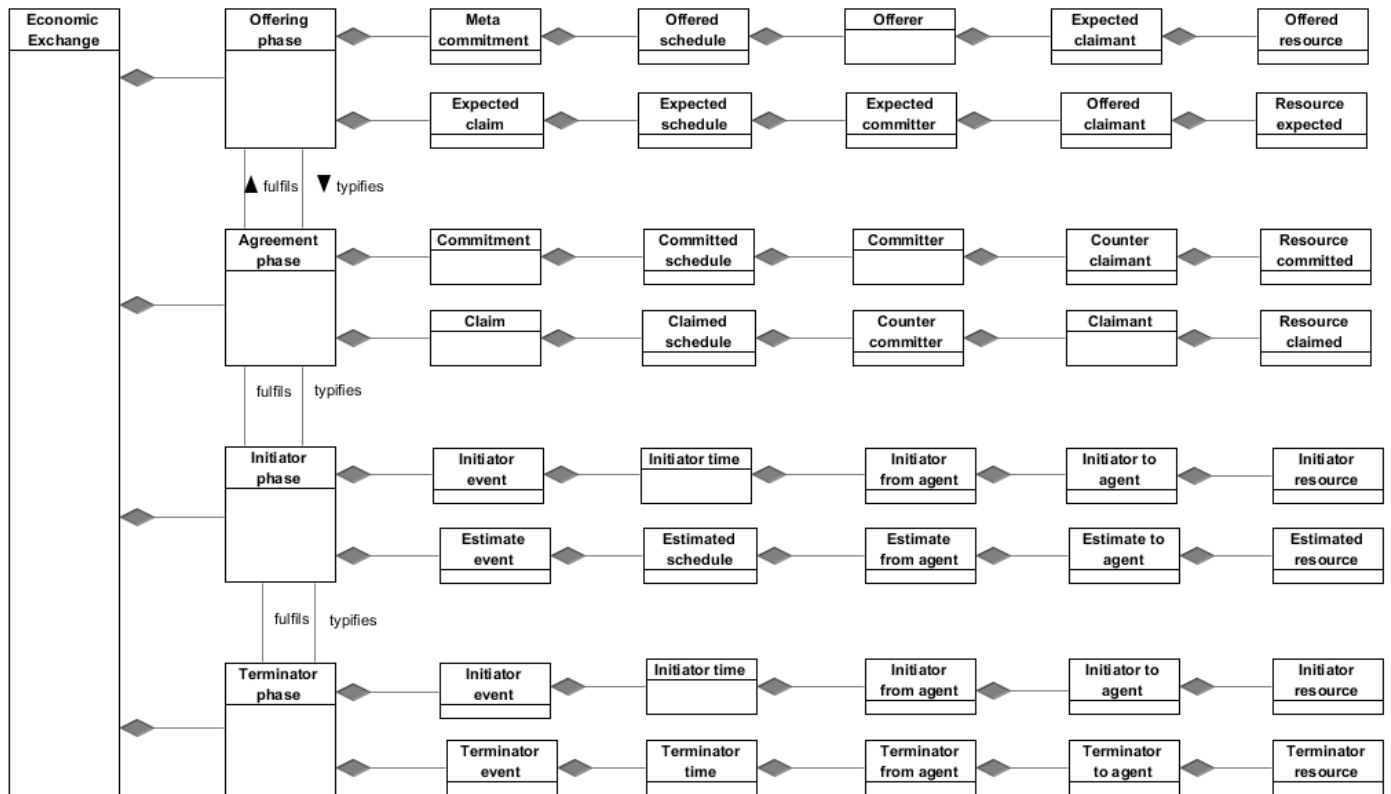 Economic
Exchange
Offering
phase
Meta
commitment
Offered
schedule
Offerer
Expected
claimant
Offered
resource
Expected
claim
Expected
schedule
Expected
committer
Offered
claimant
Resource
expected
fulfils
typifies
Agreement
phase
Commitment
Committed
schedule
Committer
Counter
claimant
Resource
committed
Claim
Claimed
schedule
Counter
committer
Claimant
Resource
claimed
fulfils
typifies
Initiator
phase
Initiator
event
Initiator time
Initiator
from agent
Initiator to
agent
Initiator
resource
Estimate
event
Estimated
schedule
Estimate
from agent
Estimate to
agent
Estimated
resource
fulfils
typifies
Terminator
phase
Initiator
event
Initiator time
Initiator
from agent
Initiator to
agent
Initiator
resource
Terminator
event
Terminator
time
Terminator
from agent
Terminator
to agent
Terminator
resource